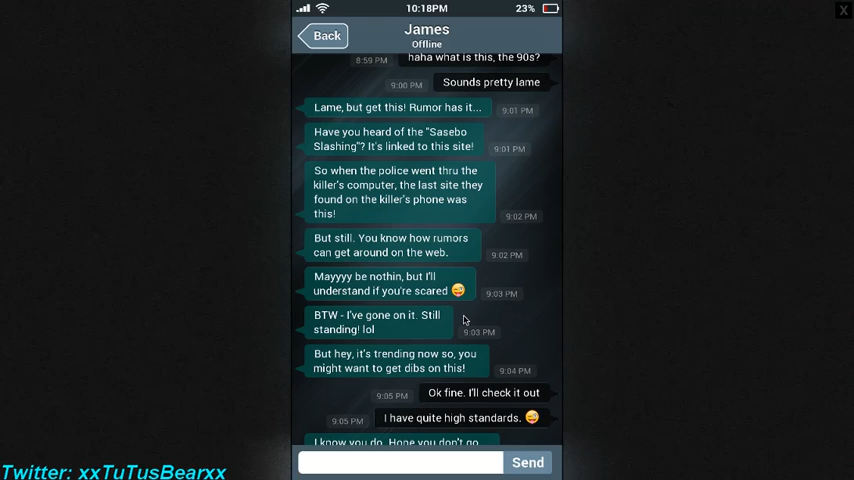 10:18PM
23%
X
Back
James
Offline
haha what is this, the 90s?
8:59 PM
Sounds pretty lame
9:00 PM
Lame, but get this! Rumor has it...
9:01 PM
Have you heard of the "Sasebo
Slashing"? It's linked to this site!
9:01 PM
So when the police went thru the
killer's computer, the last site they
found on the killer's phone was
this!
9:02 PM
But still. You know how rumors
can get around on the web.
9:02 PM
Mayyyy be nothin, but I'll
understand if you're scared 😜
9:03 PM
BTW - I've gone on it. Still
standing! lol
9:03 PM
But hey, it's trending now so, you
might want to get dibs on this!
9:04 PM
Ok fine. I'll check it out
9:05 PM
I have quite high standards. 😜
9:05 PM
I know you do. Hope you don't go
Send
Twitter: xxTuTusBearxx